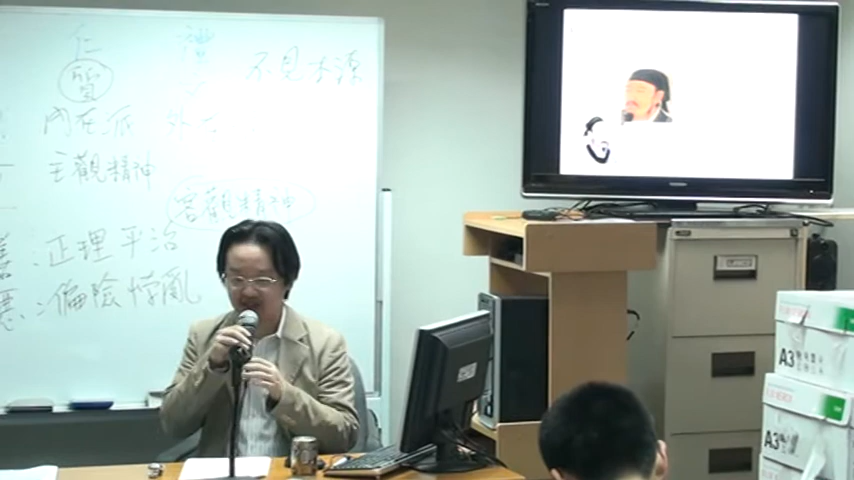 仁 禮
質 不見本源
內在派 外
主觀精神
客觀精神
善:正理平治
惡:偏險悖亂
A3
A3